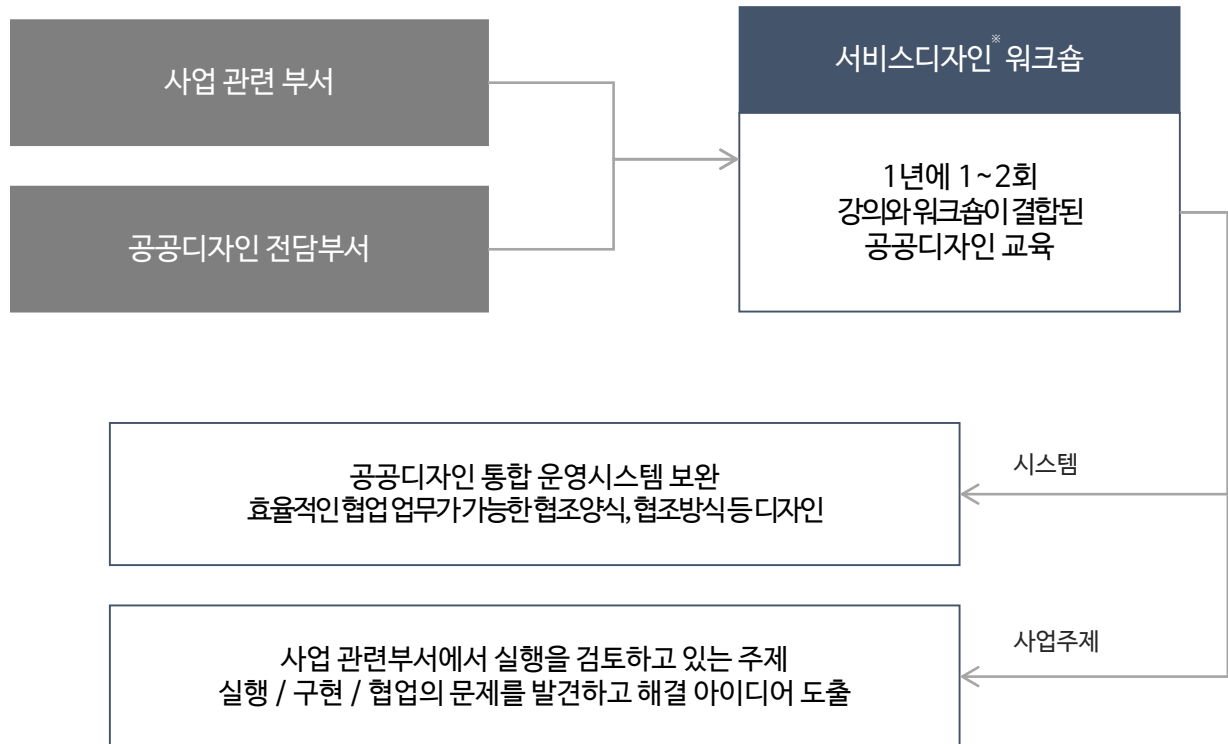 사업 관련 부서
공공디자인 전담부서
서비스디자인※ 워크숍
1년에 1~2회
강의와 워크숍이 결합된
공공디자인 교육
시스템
공공디자인 통합 운영시스템 보완
효율적인 협업 업무가 가능한 협조양식, 협조방식 등 디자인
사업주제
사업 관련부서에서 실행을 검토하고 있는 주제
실행 / 구현 / 협업의 문제를 발견하고 해결 아이디어 도출